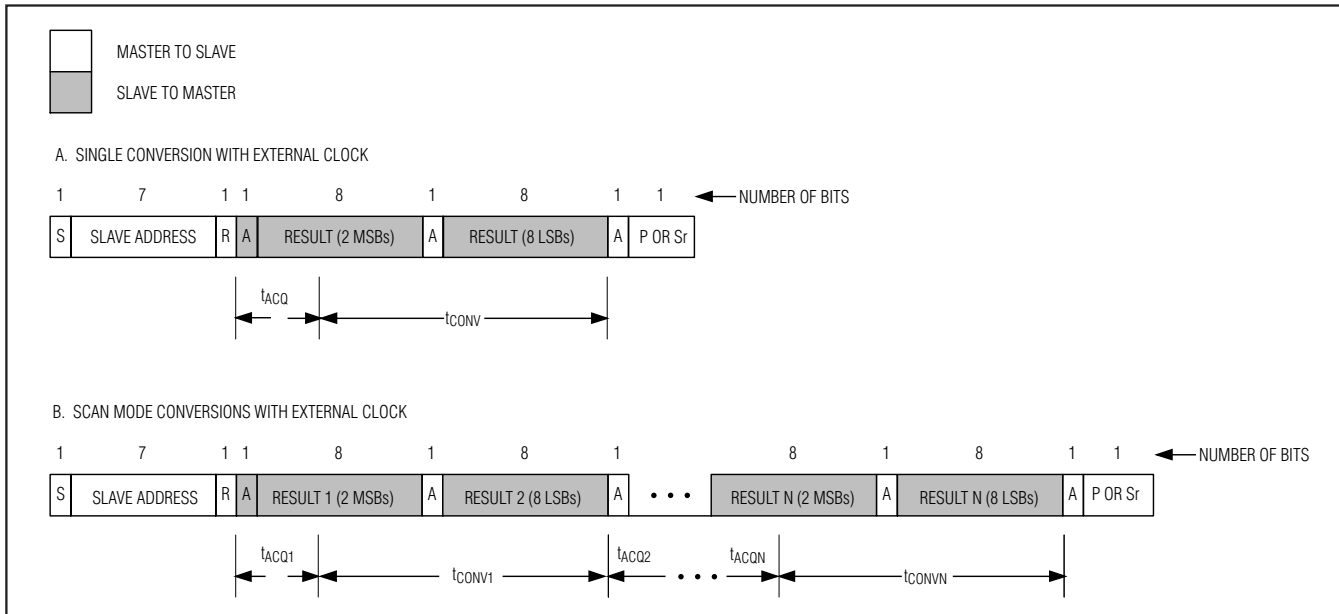 MASTER TO SLAVE
SLAVE TO MASTER
A. SINGLE CONVERSION WITH EXTERNAL CLOCK
1 7 1 1 8 1 8 1 1 NUMBER OF BITS
S SLAVE ADDRESS R A RESULT (2 MSBs) A RESULT (8 LSBs) A P OR Sr
tACQ
tCONV
B. SCAN MODE CONVERSIONS WITH EXTERNAL CLOCK
1 7 1 1 8 1 8 1 8 1 8 1 1 NUMBER OF BITS
S SLAVE ADDRESS R A RESULT 1 (2 MSBs) A RESULT 2 (8 LSBs) A • • • RESULT N (2 MSBs) A RESULT N (8 LSBs) A P OR Sr
tACQ1 tACQ2 tACQN
tCONV1 • • • tCONVN